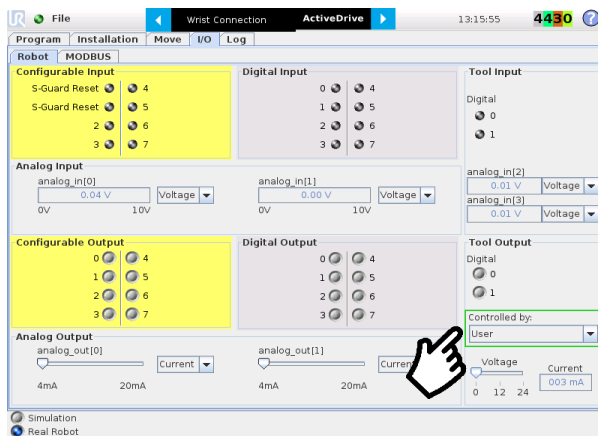 UR File Wrist Connection ActiveDrive 13:15:55 4430 ?
Program Installation Move I/O Log
Robot MODBUS
Configurable Input
S-Guard Reset 4
S-Guard Reset 5
2 6
3 7
Digital Input
0 4
1 5
2 6
3 7
Tool Input
Digital
0
1
Analog Input
analog_in[0]
0.04 V Voltage
0V 10V
analog_in[1]
0.00 V Voltage
0V 10V
analog_in[2]
0.01 V Voltage
analog_in[3]
0.01 V Voltage
Configurable Output
0 4
1 5
2 6
3 7
Digital Output
0 4
1 5
2 6
3 7
Tool Output
Digital
0
1
Controlled by:
User
Analog Output
analog_out[0]
Current
4mA 20mA
analog_out[1]
4mA 20mA
Voltage
0 12 24
Current
003 mA
Simulation
Real Robot